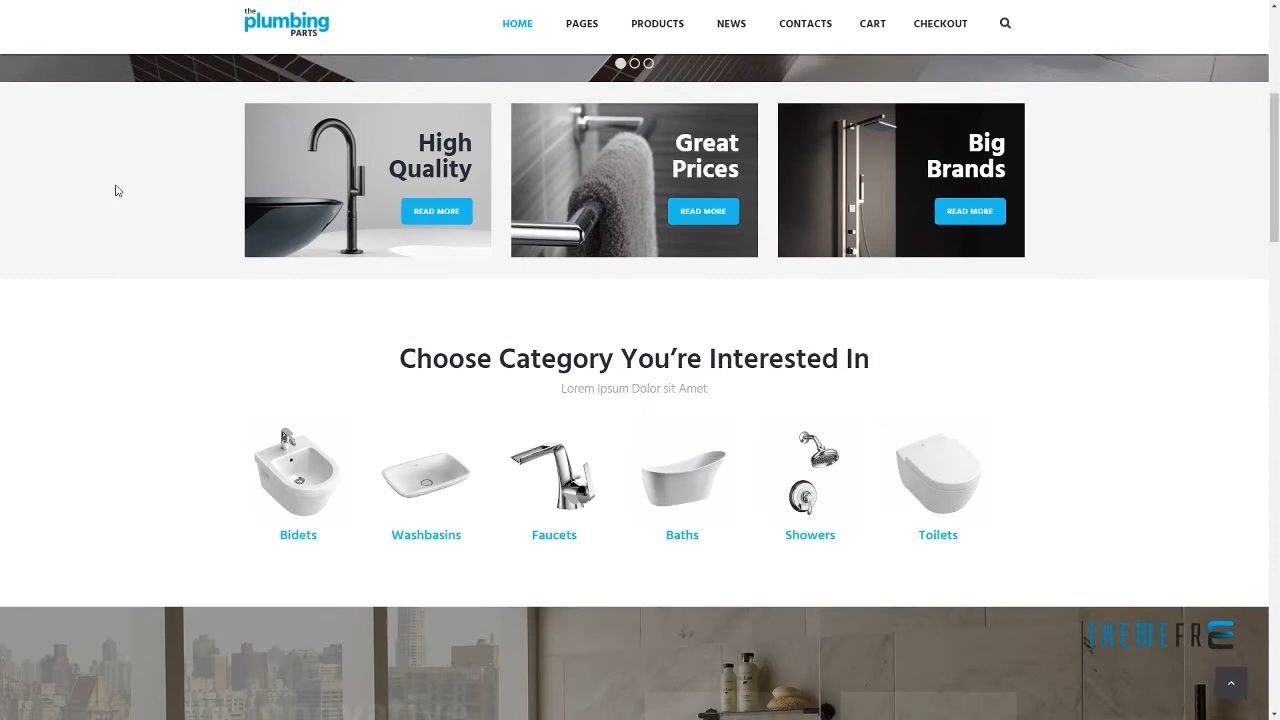 the
plumbing
PARTS
HOME PAGES PRODUCTS NEWS CONTACTS CART CHECKOUT
High
Quality
READ MORE
Great
Prices
READ MORE
Big
Brands
READ MORE
Choose Category You’re Interested In
Lorem Ipsum Dolor sit Amet
Bidets Washbasins Faucets Baths Showers Toilets
THEMEFRE